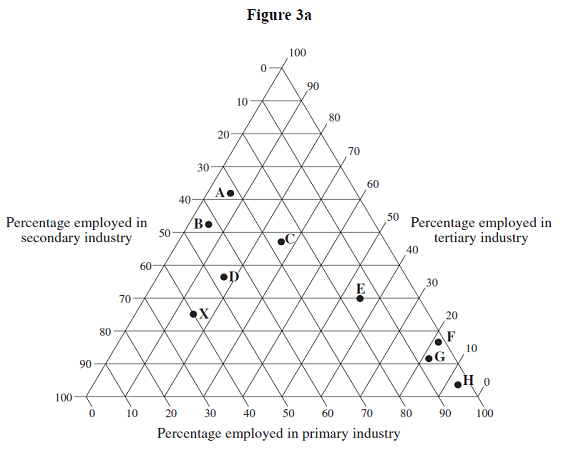 Figure 3a
100
0
90
10
80
20
70
30
60
A
40
50
B
Percentage employed in
secondary industry
Percentage employed in
tertiary industry
50
C
40
60
D
30
E
70
X
20
80
F
10
G
90
H
0
100
0 10 20 30 40 50 60 70 80 90 100
Percentage employed in primary industry